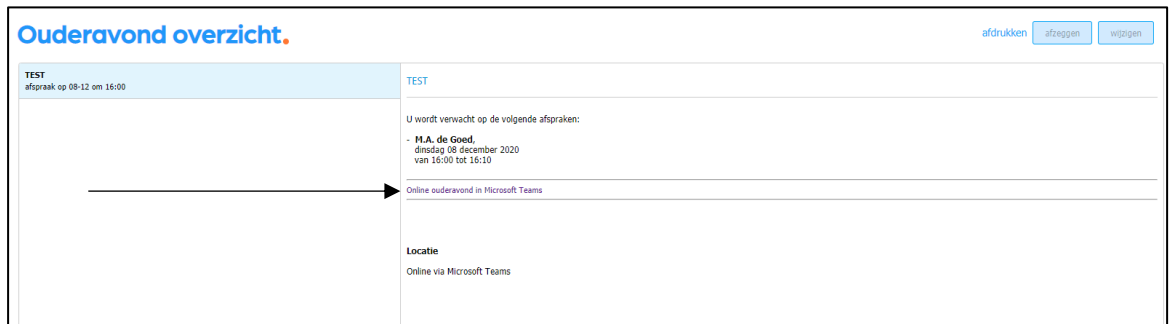 Ouderavond overzicht.
afdrukken afzeggen wijzigen
TEST
afspraak op 08-12 om 16:00
TEST
U wordt verwacht op de volgende afspraken:
- M.A. de Goed,
dinsdag 08 december 2020
van 16:00 tot 16:10
Online ouderavond in Microsoft Teams
Locatie
Online via Microsoft Teams